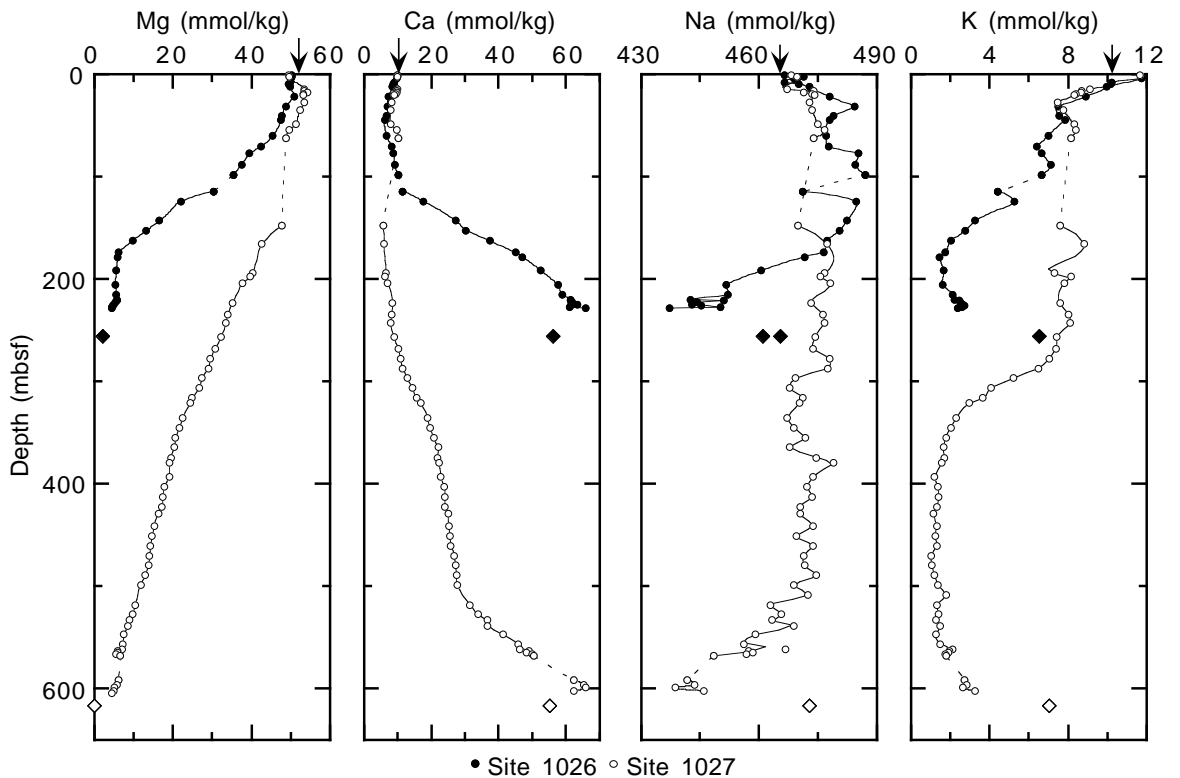 Mg (mmol/kg) Ca (mmol/kg) Na (mmol/kg) K (mmol/kg)
0 20 40 60 0 20 40 60 430 460 490 0 4 8 12
0
200
400
600
Depth (mbsf)
Site 1026 Site 1027